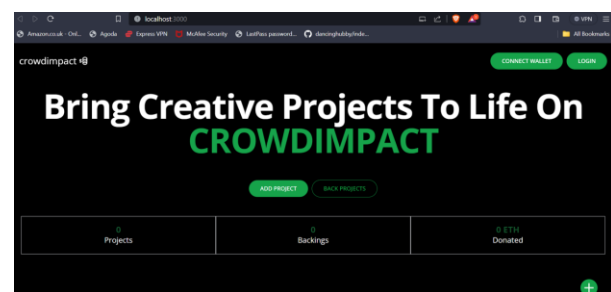 localhost:3000
VPN
Amazon.co.uk - Onl... Agoda Express VPN McAfee Security LastPass password... dancinghubby/inde... All Bookmarks
crowdimpact CONNECT WALLET LOGIN
Bring Creative Projects To Life On
CROWDIMPACT
ADD PROJECT BACK PROJECTS
0 0 0 ETH
Projects Backings Donated